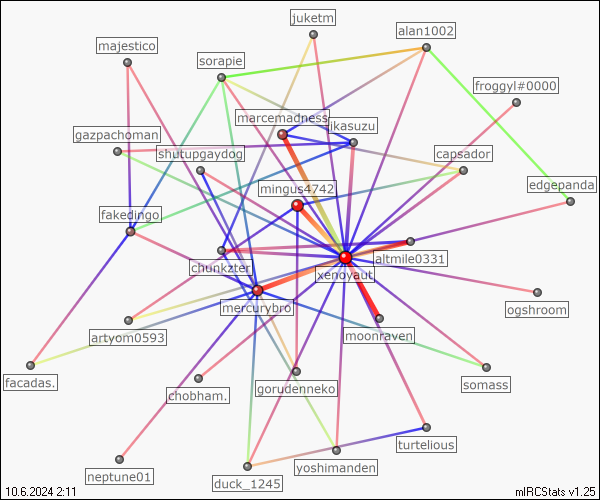 juketm
alan1002
majestico
sorapie
froggyl#0000
marcemadness
ikasuzu
gazpachoman
shutupgaydog
capsador
mingus4742
edgepanda
fakedingo
altmile0331
chunkzter
xenoyaut
mercurybro
ogshroom
artyom0593
moonraven
facadas.
gorudenneko
somass
chobham.
turtelious
neptune01
yoshimanden
duck_1245
10.6.2024 2:11
mIRCStats v1.25